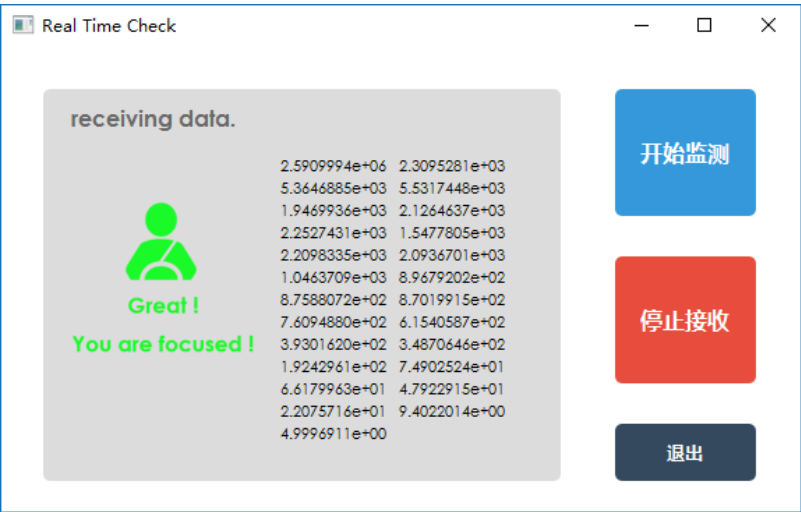 Real Time Check
receiving data.
2.5909994e+06 2.3095281e+03
5.3646885e+03 5.5317448e+03
1.9469936e+03 2.1264637e+03
2.2527431e+03 1.5477805e+03
2.2098335e+03 2.0936701e+03
1.0463709e+03 8.9679202e+02
8.7588072e+02 8.7019915e+02
7.6094880e+02 6.1540587e+02
3.9301620e+02 3.4870646e+02
1.9242961e+02 7.4902524e+01
6.6179963e+01 4.7922915e+01
2.2075716e+01 9.4022014e+00
4.9996911e+00
Great !
You are focused !
开始监测
停止接收
退出